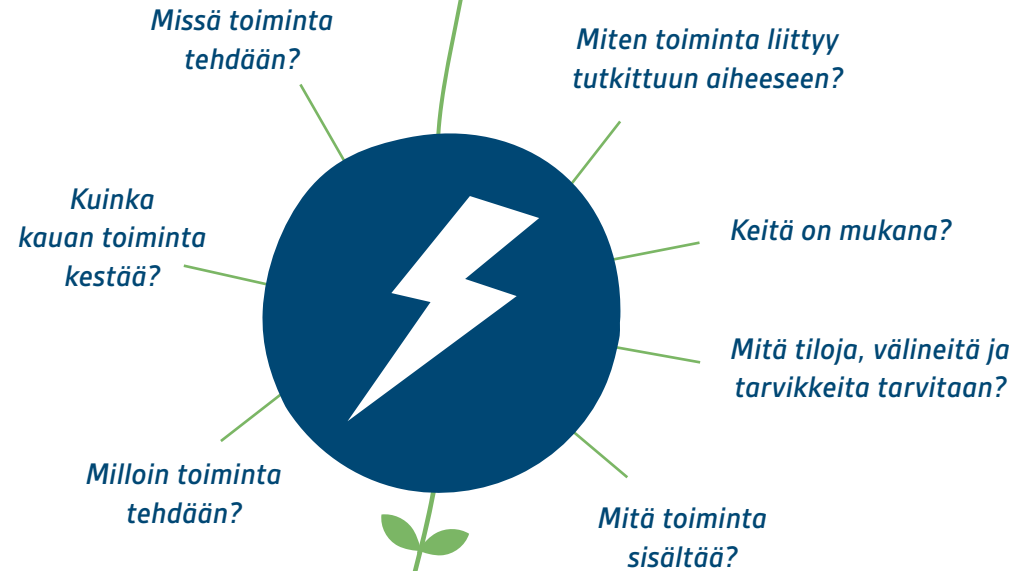 Missä toiminta
tehdään?
Miten toiminta liittyy
tutkittuun aiheeseen?
Kuinka
kauan toiminta
kestää?
Keitä on mukana?
Mitä tiloja, välineitä ja
tarvikkeita tarvitaan?
Milloin toiminta
tehdään?
Mitä toiminta
sisältää?